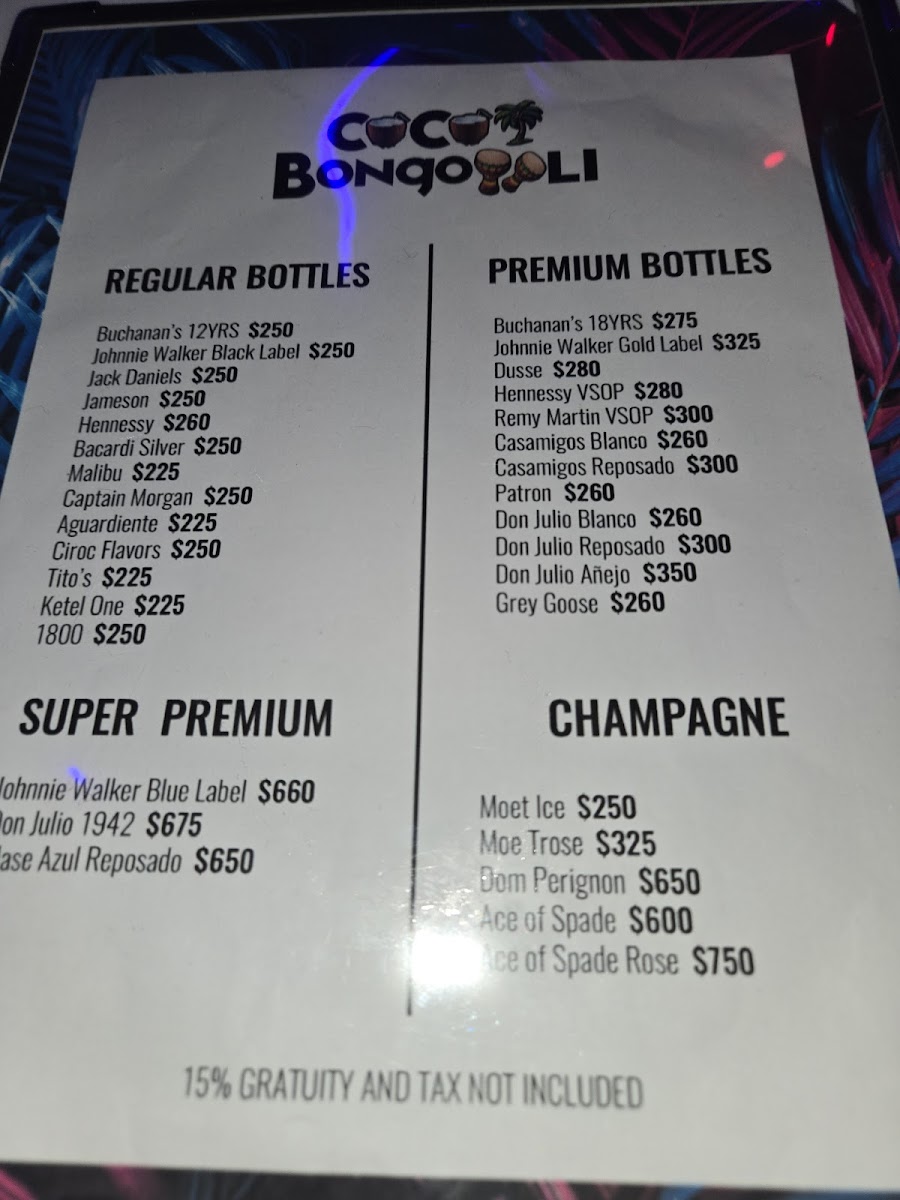 COCO
BONGO LI
REGULAR BOTTLES
Buchanan's 12YRS $250
Johnnie Walker Black Label $250
Jack Daniels $250
Jameson $250
Hennessy $260
Bacardi Silver $250
Malibu $225
Captain Morgan $250
Aguardiente $225
Ciroc Flavors $250
Tito's $225
Ketel One $225
1800 $250
PREMIUM BOTTLES
Buchanan's 18YRS $275
Johnnie Walker Gold Label $325
Dusse $280
Hennessy VSOP $280
Remy Martin VSOP $300
Casamigos Blanco $260
Casamigos Reposado $300
Patron $260
Don Julio Blanco $260
Don Julio Reposado $300
Don Julio Añejo $350
Grey Goose $260
SUPER PREMIUM
Johnnie Walker Blue Label $660
Don Julio 1942 $675
ase Azul Reposado $650
CHAMPAGNE
Moet Ice $250
Moe Trose $325
Dom Perignon $650
Ace of Spade $600
Ace of Spade Rose $750
15% GRATUITY AND TAX NOT INCLUDED